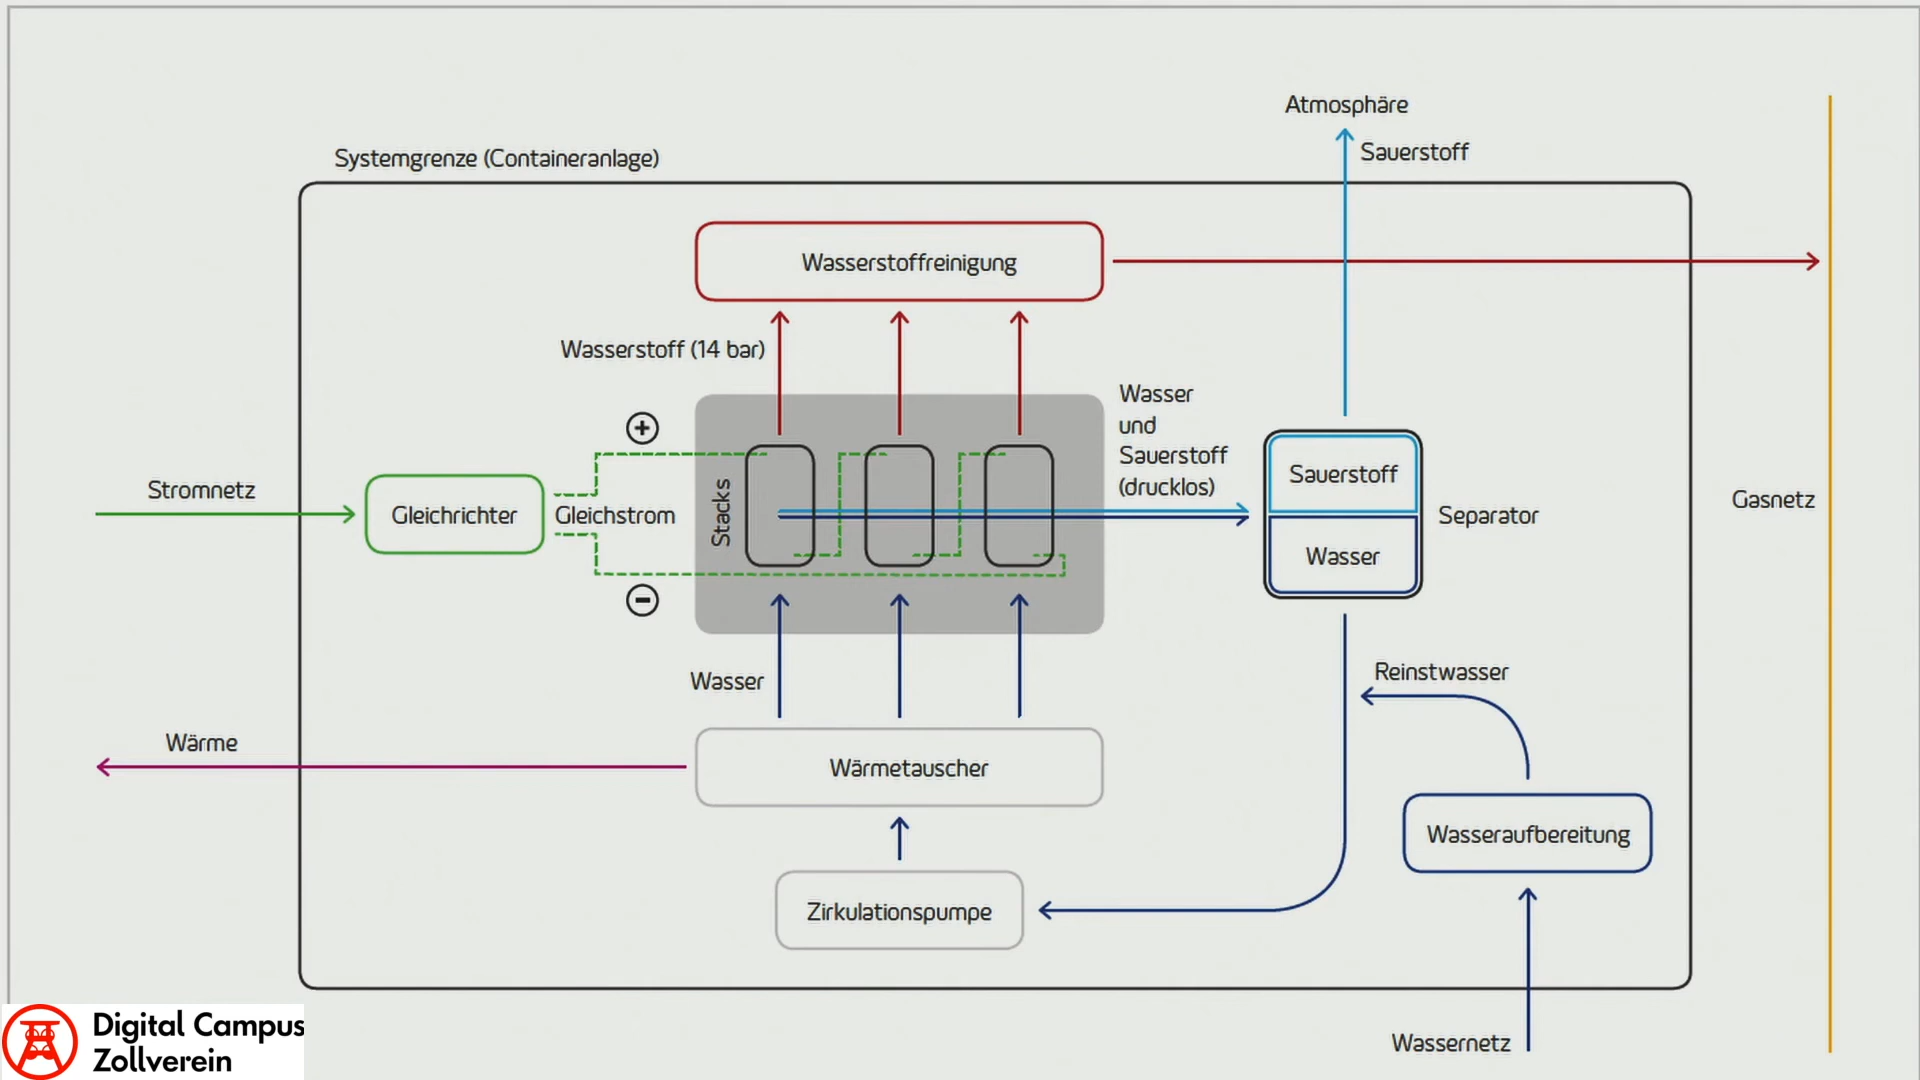 Atmosphäre
Sauerstoff
Systemgrenze (Containeranlage)
Wasserstoffreinigung
Wasserstoff (14 bar)
Wasser
und
Sauerstoff
(drucklos)
+
Stromnetz
Gleichrichter
Gleichstrom
Stacks
Sauerstoff
Wasser
Separator
Gasnetz
−
Wasser
Reinstwasser
Wärme
Wärmetauscher
Wasseraufbereitung
Zirkulationspumpe
Wassernetz
Digital Campus
Zollverein